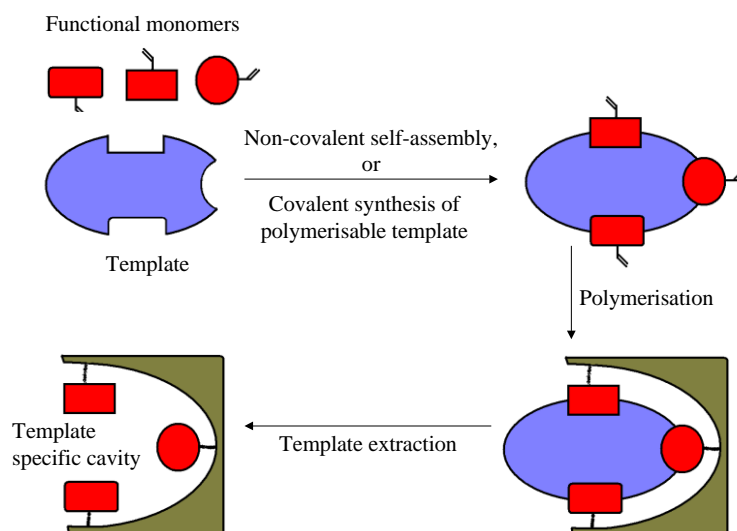 Functional monomers
Non-covalent self-assembly,
or
Covalent synthesis of
polymerisable template
Template
Polymerisation
Template
specific cavity
Template extraction